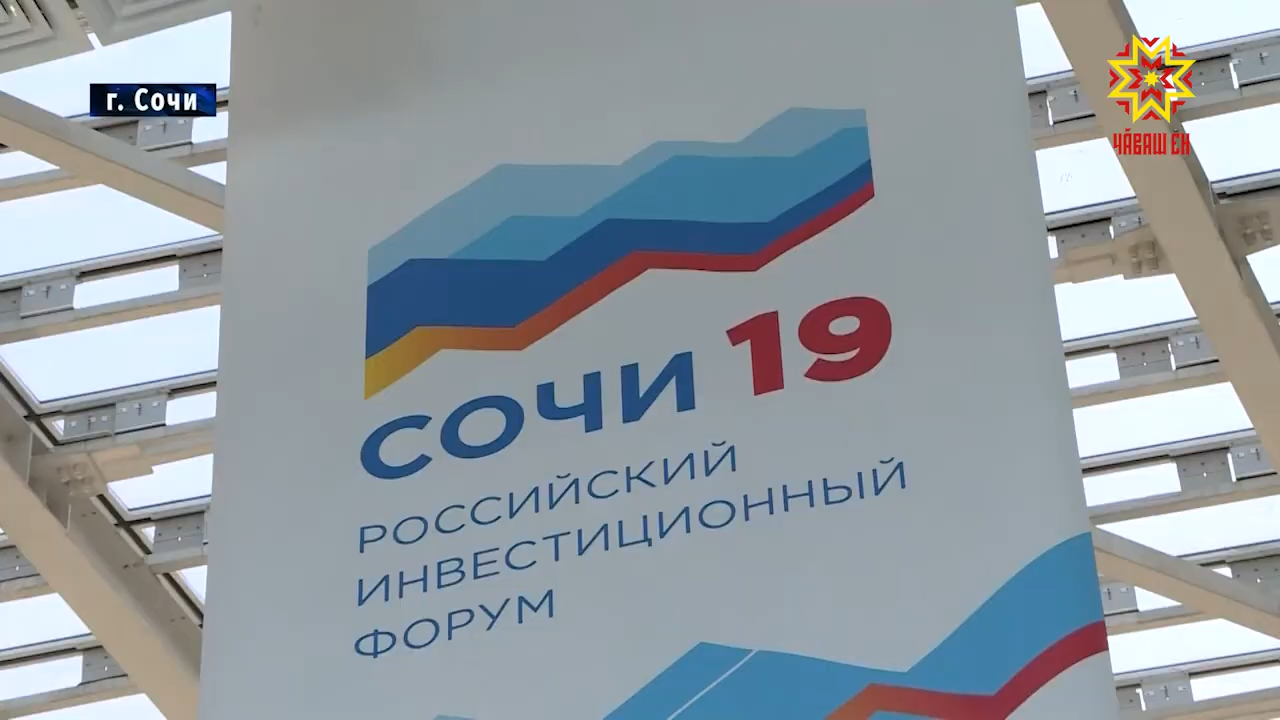 г. Сочи
ЧӐВАШ ЕН
СОЧИ 19
РОССИЙСКИЙ
ИНВЕСТИЦИОННЫЙ
ФОРУМ